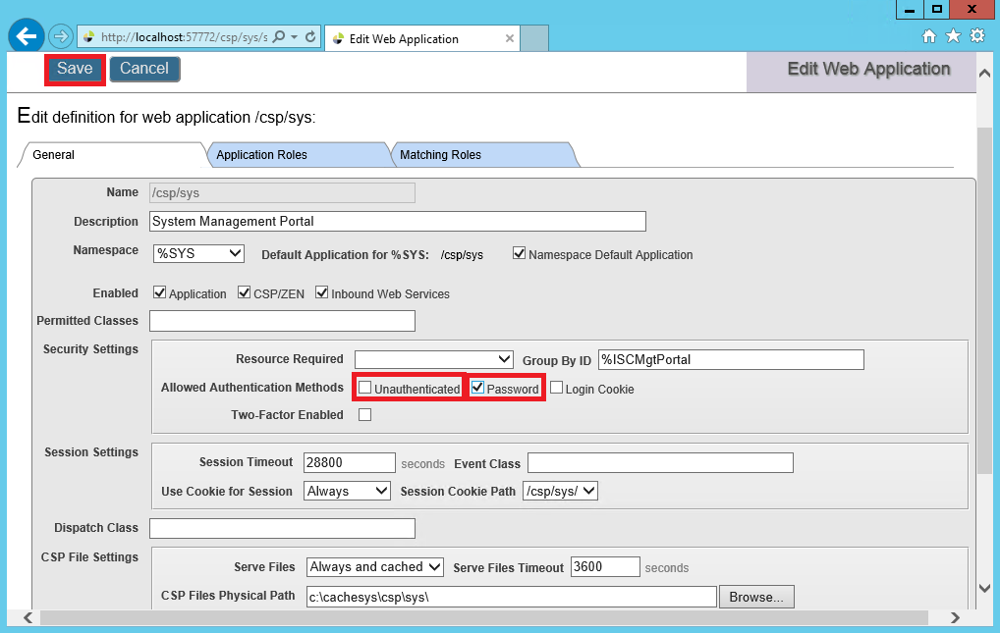 http://localhost:57772/csp/sys/s
Edit Web Application
Save Cancel Edit Web Application
Edit definition for web application /csp/sys:
General Application Roles Matching Roles
Name /csp/sys
Description System Management Portal
Namespace %SYS Default Application for %SYS: /csp/sys Namespace Default Application
Enabled Application CSP/ZEN Inbound Web Services
Permitted Classes
Security Settings
Resource Required Group By ID %ISCMgtPortal
Allowed Authentication Methods Unauthenticated Password Login Cookie
Two-Factor Enabled
Session Settings
Session Timeout 28800 seconds Event Class
Use Cookie for Session Always Session Cookie Path /csp/sys/
Dispatch Class
CSP File Settings
Serve Files Always and cached Serve Files Timeout 3600 seconds
CSP Files Physical Path c:\cachesys\csp\sys\ Browse...